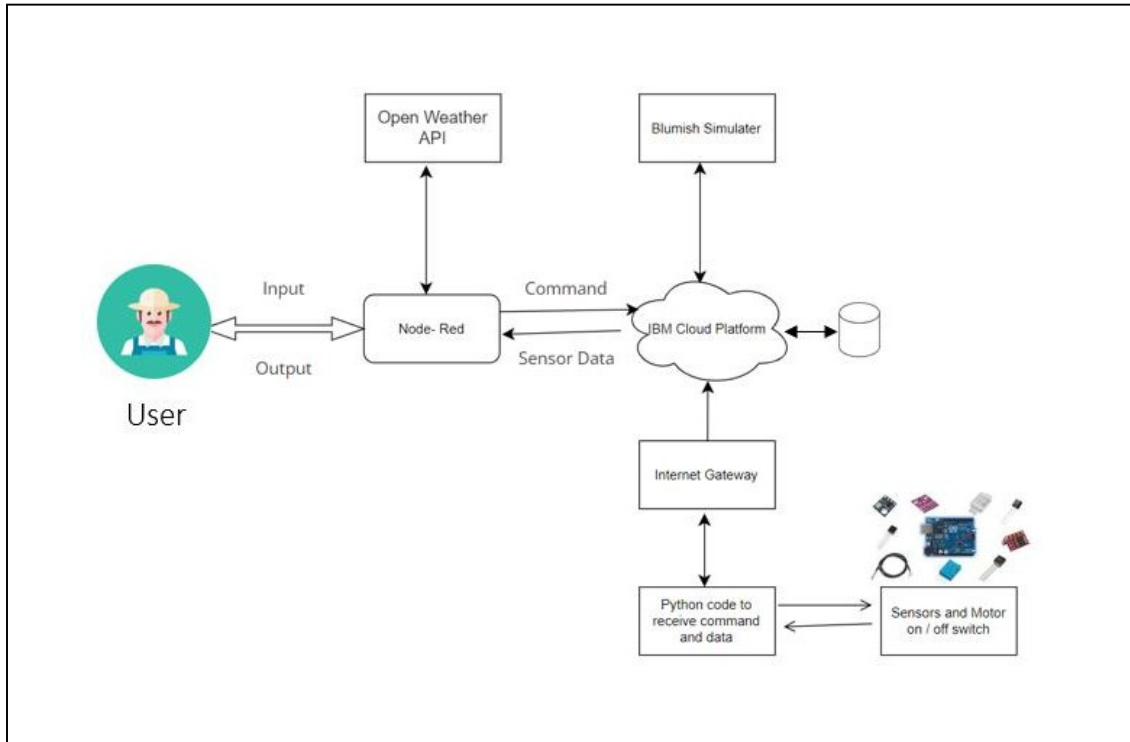 Open Weather
API
Blumish Simulater
Input
Command
Node- Red
IBM Cloud Platform
Output
Sensor Data
User
Internet Gateway
Python code to
receive command
and data
Sensors and Motor
on / off switch